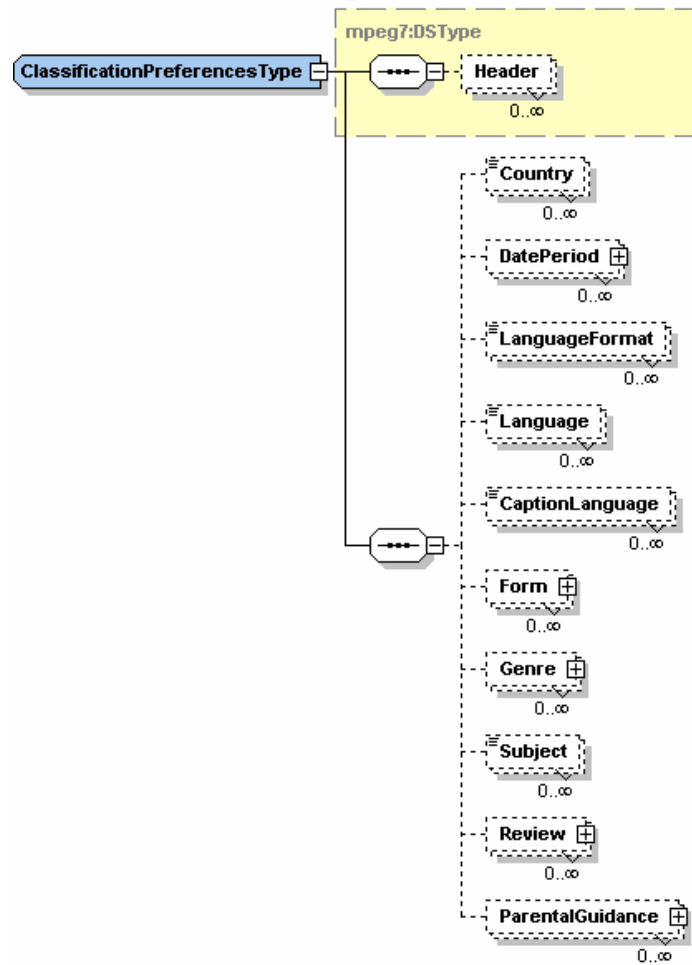 mpeg7:DSType
ClassificationPreferencesType
Header
0..∞
Country
0..∞
DatePeriod
0..∞
LanguageFormat
0..∞
Language
0..∞
CaptionLanguage
0..∞
Form
0..∞
Genre
0..∞
Subject
0..∞
Review
0..∞
ParentalGuidance
0..∞